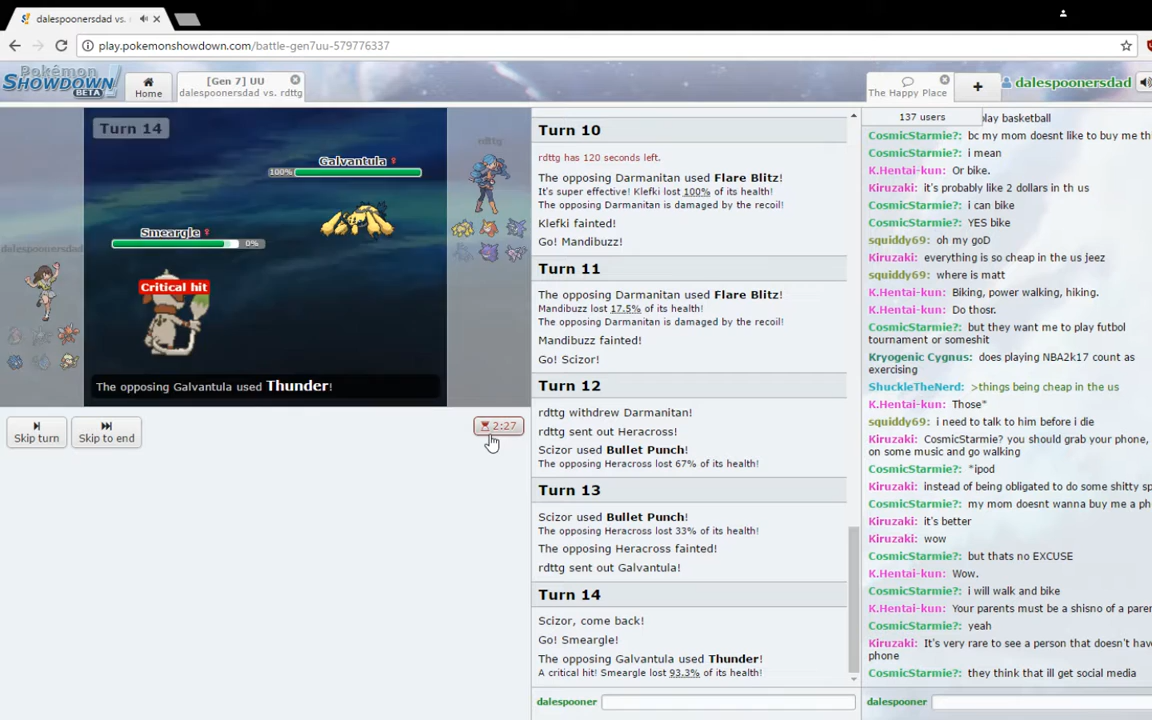 dalespoonersdad vs.
play.pokemonshowdown.com/battle-gen7uu-579776337
Pokémon
SHOWDOWN
BETA
Home
[Gen 7] UU
dalespoonersdad vs. rdttg
The Happy Place
+
dalespoonersdad
Turn 14
Galvantula
100%
Smeargle
0%
Critical hit
The opposing Galvantula used Thunder!
dalespoonersdad
rdttg
Skip turn
Skip to end
2:27
Turn 10
rdttg has 120 seconds left.
The opposing Darmanitan used Flare Blitz!
It's super effective! Klefki lost 100% of its health!
The opposing Darmanitan is damaged by the recoil!
Klefki fainted!
Go! Mandibuzz!
Turn 11
The opposing Darmanitan used Flare Blitz!
Mandibuzz lost 17.5% of its health!
The opposing Darmanitan is damaged by the recoil!
Mandibuzz fainted!
Go! Scizor!
Turn 12
rdttg withdrew Darmanitan!
rdttg sent out Heracross!
Scizor used Bullet Punch!
The opposing Heracross lost 67% of its health!
Turn 13
Scizor used Bullet Punch!
The opposing Heracross lost 33% of its health!
The opposing Heracross fainted!
rdttg sent out Galvantula!
Turn 14
Scizor, come back!
Go! Smeargle!
The opposing Galvantula used Thunder!
A critical hit! Smeargle lost 93.3% of its health!
dalespooner
137 users
play basketball
CosmicStarmie?: bc my mom doesnt like to buy me th
CosmicStarmie?: i mean
K.Hentai-kun: Or bike.
Kiruzaki: it's probably like 2 dollars in th us
CosmicStarmie?: i can bike
CosmicStarmie?: YES bike
squiddy69: oh my goD
Kiruzaki: everything is so cheap in the us jeez
squiddy69: where is matt
K.Hentai-kun: Biking, power walking, hiking.
K.Hentai-kun: Do thosr.
CosmicStarmie?: but they want me to play futbol
tournament or someshit
Kryogenic Cygnus: does playing NBA2k17 count as
exercising
ShuckleTheNerd: >things being cheap in the us
K.Hentai-kun: Those*
squiddy69: i need to talk to him before i die
Kiruzaki: CosmicStarmie? you should grab your phone,
on some music and go walking
CosmicStarmie?: *ipod
Kiruzaki: instead of being obligated to do some shitty sp
CosmicStarmie?: my mom doesnt wanna buy me a ph
Kiruzaki: it's better
Kiruzaki: wow
CosmicStarmie?: but thats no EXCUSE
K.Hentai-kun: Wow.
CosmicStarmie?: i will walk and bike
K.Hentai-kun: Your parents must be a shisno of a paren
CosmicStarmie?: yeah
Kiruzaki: It's very rare to see a person that doesn't have
phone
CosmicStarmie?: they think that ill get social media
dalespooner